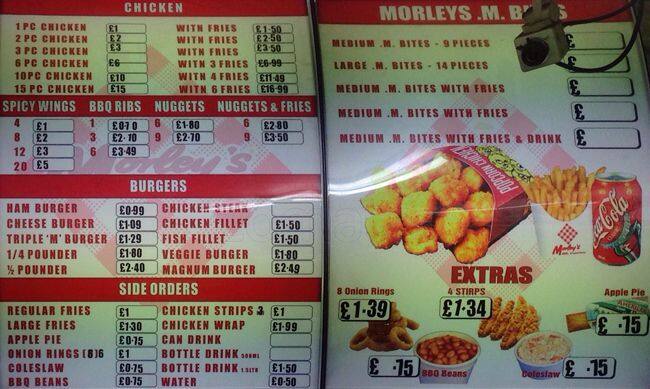 CHICKEN
1 PC CHICKEN £1 WITH FRIES £1·50
2 PC CHICKEN £2 WITH FRIES £2·50
3 PC CHICKEN £3 WITH FRIES £3·50
6 PC CHICKEN £6 WITH 3 FRIES £6-99
10PC CHICKEN £10 WITH 4 FRIES £11·49
15 PC CHICKEN £15 WITH 6 FRIES £16-99
SPICY WINGS BBQ RIBS NUGGETS NUGGETS & FRIES
4 £1 1 £0·70 6 £1·80 6 £2·80
8 £2 3 £2·10 9 £2·70 9 £3·50
12 £3 6 £3·49
20 £5
Morley's
BURGERS
HAM BURGER £0·99 CHICKEN STEAK
CHEESE BURGER £1·09 CHICKEN FILLET £1·50
TRIPLE 'M' BURGER £1·29 FISH FILLET £1·50
1/4 POUNDER £1·80 VEGGIE BURGER £1·80
½ POUNDER £2·40 MAGNUM BURGER £2·49
SIDE ORDERS
REGULAR FRIES £1 CHICKEN STRIPS 3 £1
LARGE FRIES £1·30 CHICKEN WRAP £1·99
APPLE PIE £0·75 CAN DRINK
ONION RINGS (8)6 £1 BOTTLE DRINK 500ML
COLESLAW £0·75 BOTTLE DRINK 1.5LTR £1·50
BBQ BEANS £0·75 WATER £0·50
MORLEYS .M. BITES
MEDIUM .M. BITES - 9 PIECES £
LARGE .M. BITES - 14 PIECES £
MEDIUM .M. BITES WITH FRIES £
MEDIUM .M. BITES WITH FRIES £
MEDIUM .M. BITES WITH FRIES & DRINK £
POPCORN CHICKEN
Morley's
Coca-Cola
EXTRAS
8 Onion Rings £1·39
4 STIRPS £1·34
Apple Pie £ ·75
£ ·75 BBQ Beans
Coleslaw £ ·75